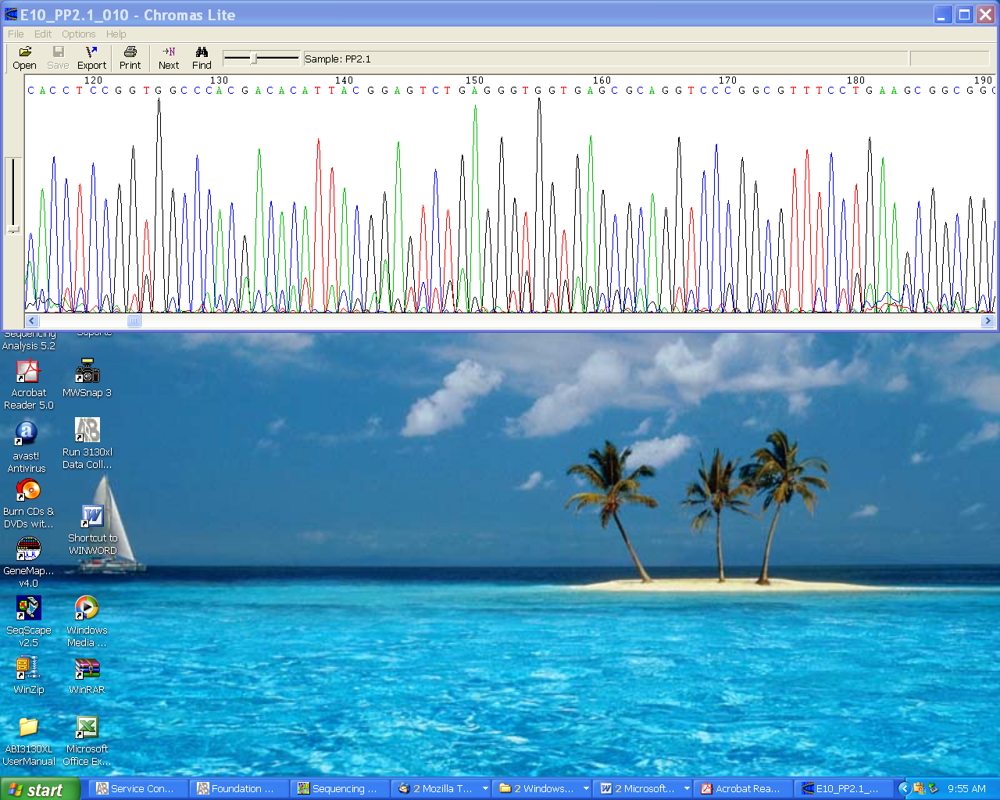 E10_PP2.1_010 - Chromas Lite
File Edit Options Help
Open Save Export Print Next Find Sample: PP2.1
120 130 140 150 160 170 180 190
C A C C T C C G G T G G C C C A C G A C A C A T T A C G G A G T C T G A G G G T G G T G A G C G C A G G T C C C G G C G T T T C C T G A A G C G G C G G C
Sequencing Soporte
Analysis 5.2
Acrobat
Reader 5.0
MWSnap 3
avast!
Antivirus
Run 3130xl
Data Coll...
Burn CDs &
DVDs wit...
Shortcut to
WINWORD
GeneMap...
v4.0
SeqScape
v2.5
Windows
Media ...
WinZip
WinRAR
ABI3130XL
UserManual
Microsoft
Office Ex...
start Service Con... Foundation ... Sequencing ... 2 Mozilla T... 2 Windows... 2 Microsoft... Acrobat Rea... E10_PP2.1_... 9:55 AM